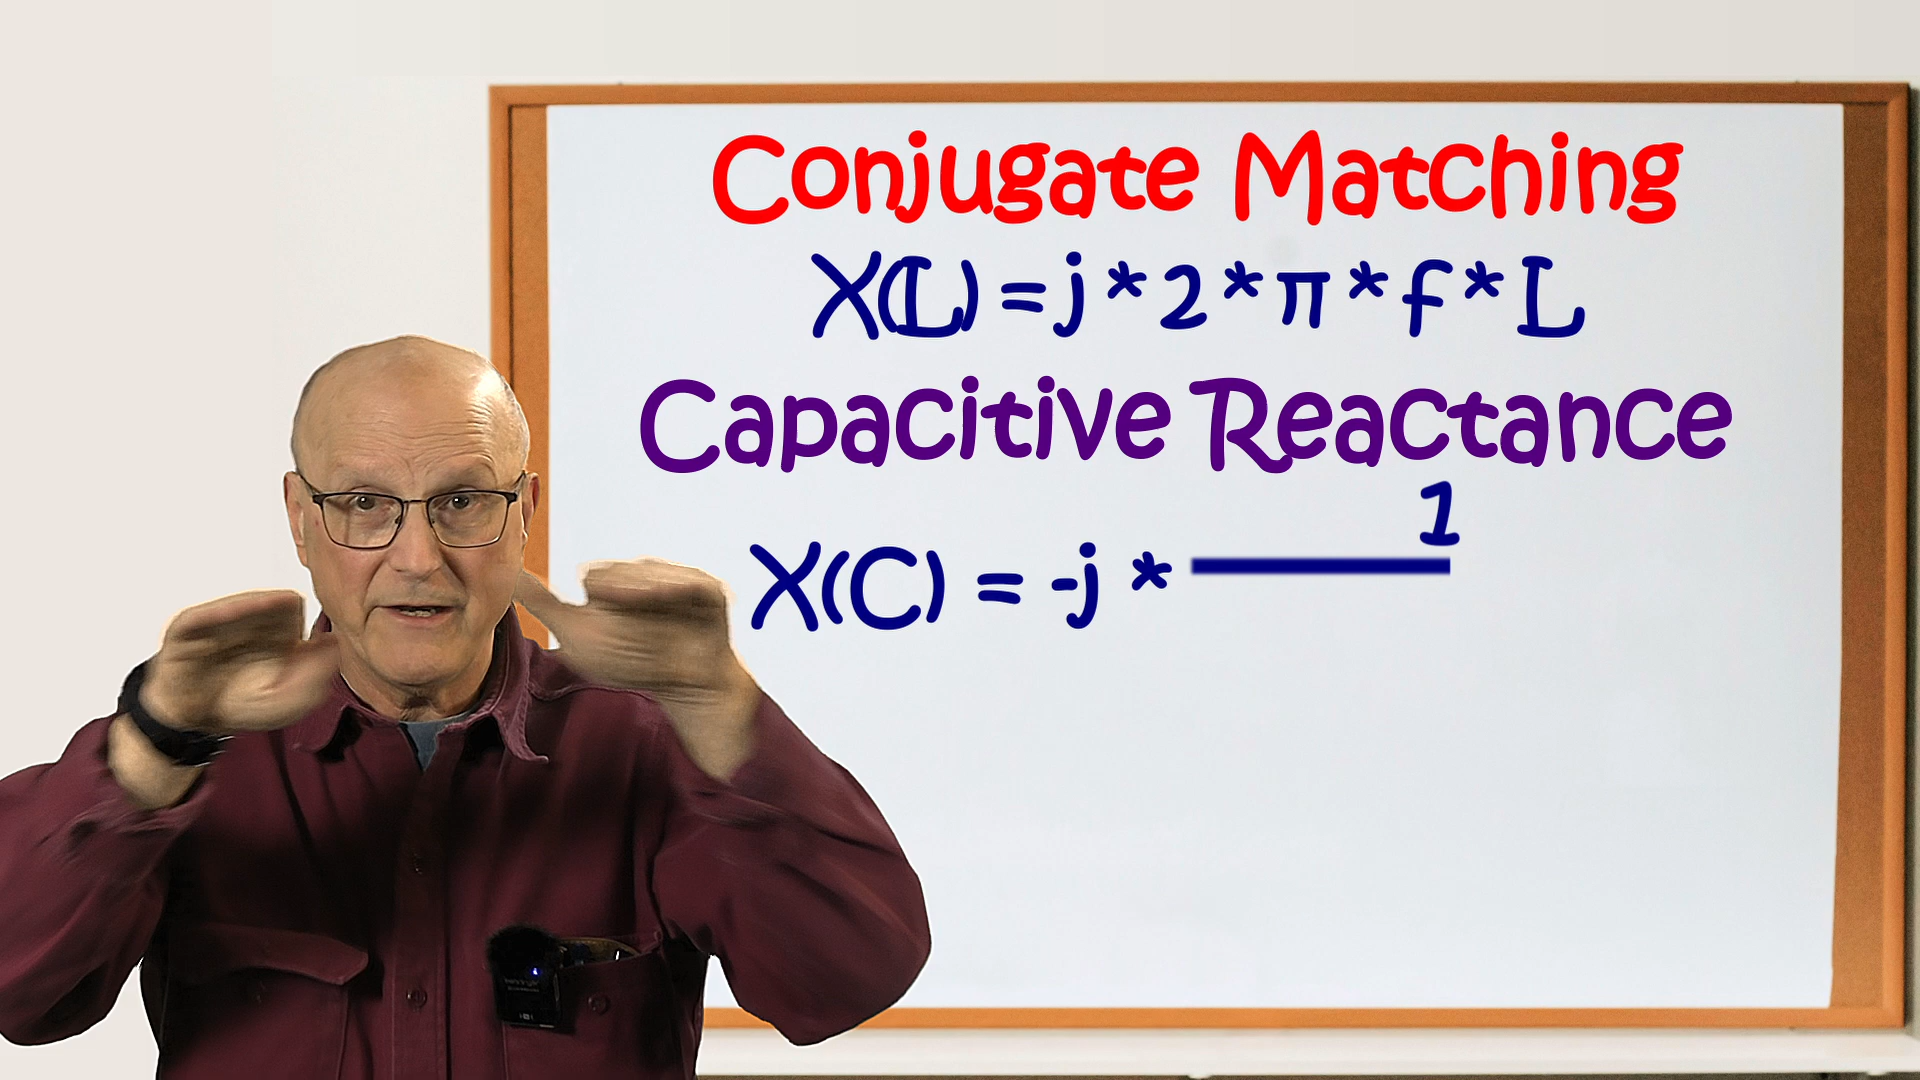 Conjugate Matching
X(L) = j * 2 * π * f * L
Capacitive Reactance
1
X(C) = -j *